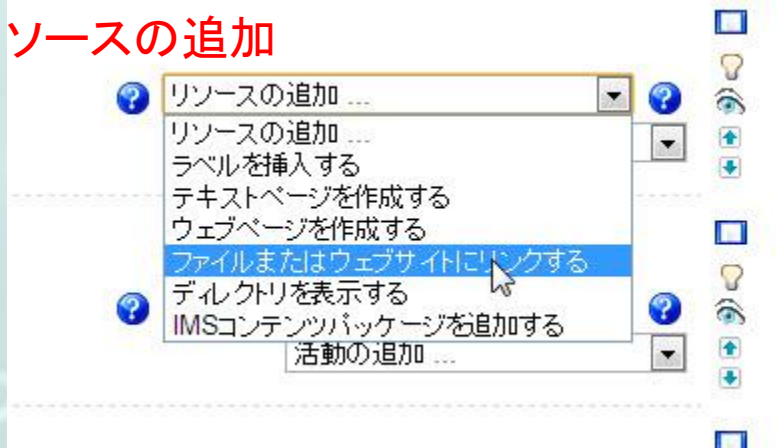 ソースの追加
リソースの追加 ...
リソースの追加 ...
ラベルを挿入する
テキストページを作成する
ウェブページを作成する
ファイルまたはウェブサイトにリンクする
ディレクトリを表示する
IMSコンテンツパッケージを追加する
活動の追加 ...